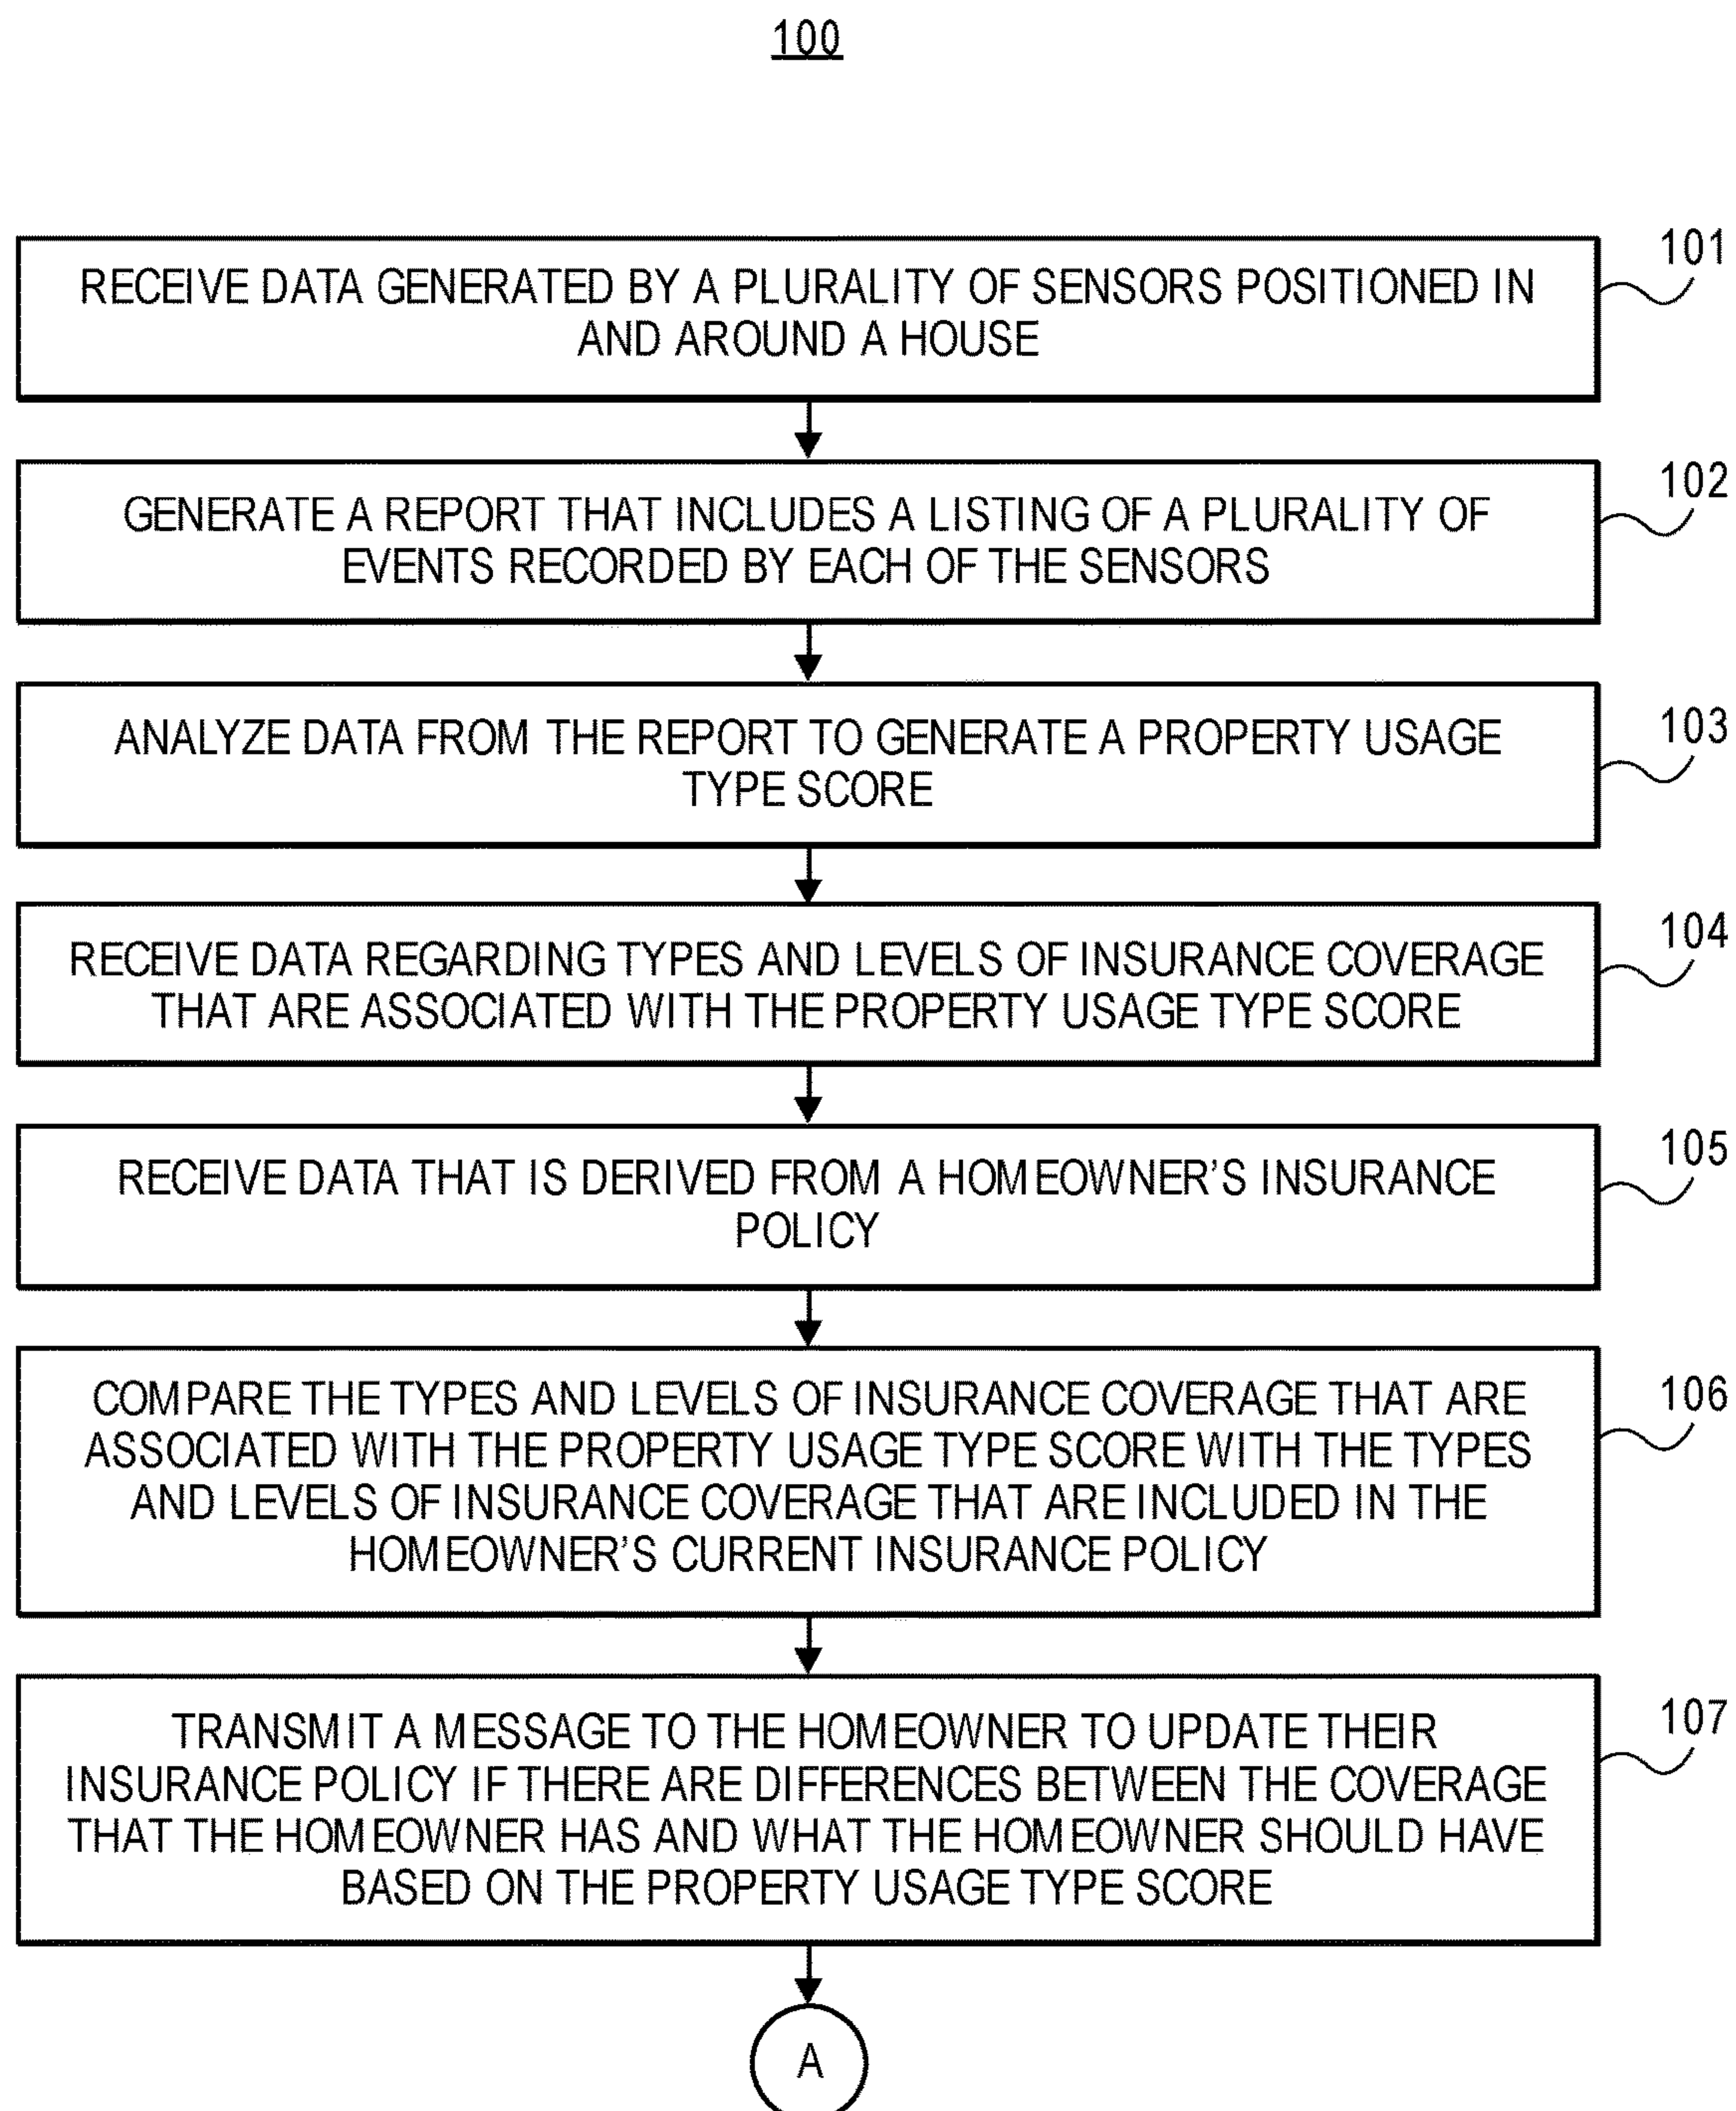 100
101
RECEIVE DATA GENERATED BY A PLURALITY OF SENSORS POSITIONED IN
AND AROUND A HOUSE
102
GENERATE A REPORT THAT INCLUDES A LISTING OF A PLURALITY OF
EVENTS RECORDED BY EACH OF THE SENSORS
103
ANALYZE DATA FROM THE REPORT TO GENERATE A PROPERTY USAGE
TYPE SCORE
104
RECEIVE DATA REGARDING TYPES AND LEVELS OF INSURANCE COVERAGE
THAT ARE ASSOCIATED WITH THE PROPERTY USAGE TYPE SCORE
105
RECEIVE DATA THAT IS DERIVED FROM A HOMEOWNER'S INSURANCE
POLICY
106
COMPARE THE TYPES AND LEVELS OF INSURANCE COVERAGE THAT ARE
ASSOCIATED WITH THE PROPERTY USAGE TYPE SCORE WITH THE TYPES
AND LEVELS OF INSURANCE COVERAGE THAT ARE INCLUDED IN THE
HOMEOWNER'S CURRENT INSURANCE POLICY
107
TRANSMIT A MESSAGE TO THE HOMEOWNER TO UPDATE THEIR
INSURANCE POLICY IF THERE ARE DIFFERENCES BETWEEN THE COVERAGE
THAT THE HOMEOWNER HAS AND WHAT THE HOMEOWNER SHOULD HAVE
BASED ON THE PROPERTY USAGE TYPE SCORE
A